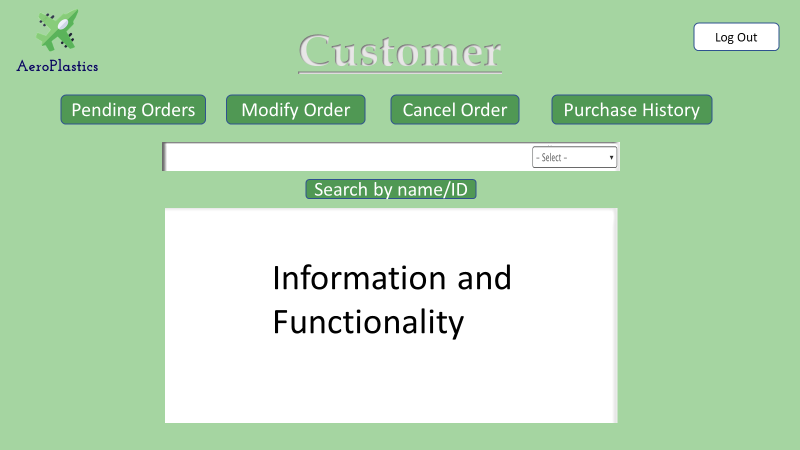 AeroPlastics
Customer
Log Out
Pending Orders
Modify Order
Cancel Order
Purchase History
- Select -
Search by name/ID
Information and
Functionality